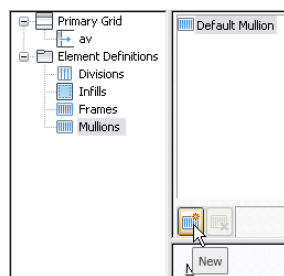 Primary Grid
av
Element Definitions
Divisions
Infills
Frames
Mullions
Default Mullion
New
N